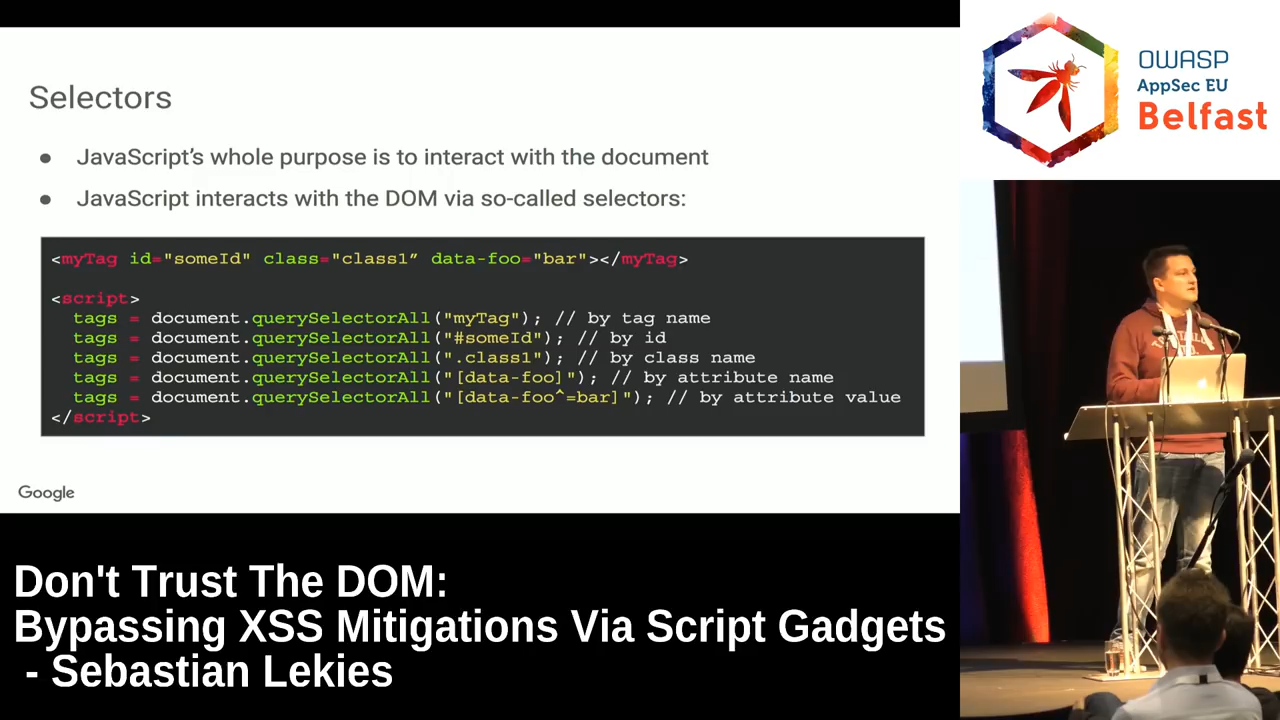 Selectors
● JavaScript's whole purpose is to interact with the document
● JavaScript interacts with the DOM via so-called selectors:
<myTag id="someId" class="class1” data-foo="bar"></myTag>
<script>
tags = document.querySelectorAll("myTag"); // by tag name
tags = document.querySelectorAll("#someId"); // by id
tags = document.querySelectorAll(".class1"); // by class name
tags = document.querySelectorAll("[data-foo]"); // by attribute name
tags = document.querySelectorAll("[data-foo^=bar]"); // by attribute value
</script>
Google
OWASP
AppSec EU
Belfast
Don't Trust The DOM:
Bypassing XSS Mitigations Via Script Gadgets
- Sebastian Lekies